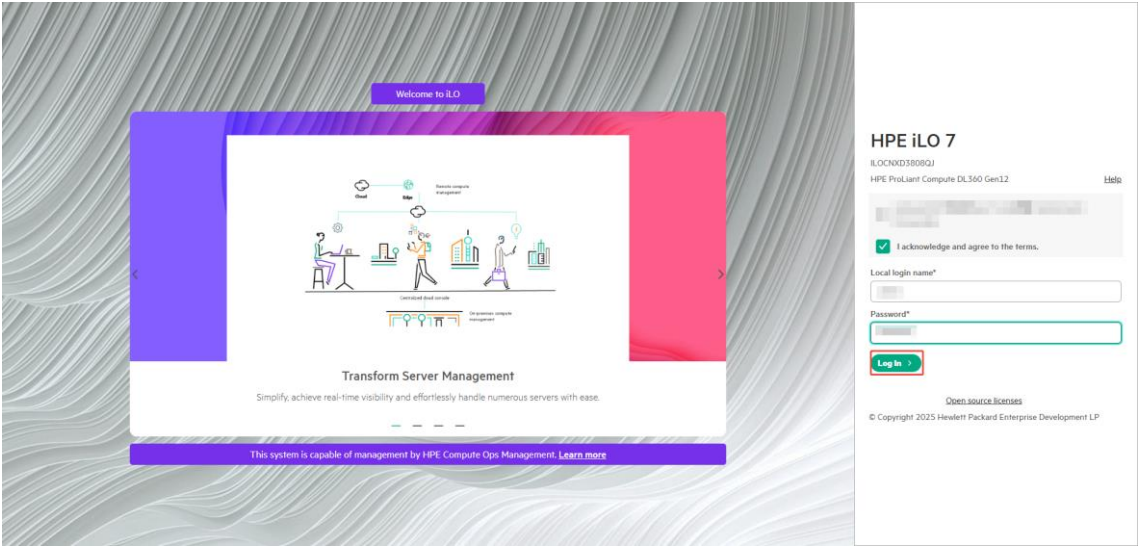 Welcome to iLO
Cloud
Edge
Remote compute
management
Centralized cloud console
On-premises compute
management
Transform Server Management
Simplify, achieve real-time visibility and effortlessly handle numerous servers with ease.
This system is capable of management by HPE Compute Ops Management. Learn more
HPE iLO 7
ILOCNXD3808QJ
HPE ProLiant Compute DL360 Gen12
Help
I acknowledge and agree to the terms.
Local login name*
Password*
Log In
Open source licenses
© Copyright 2025 Hewlett Packard Enterprise Development LP